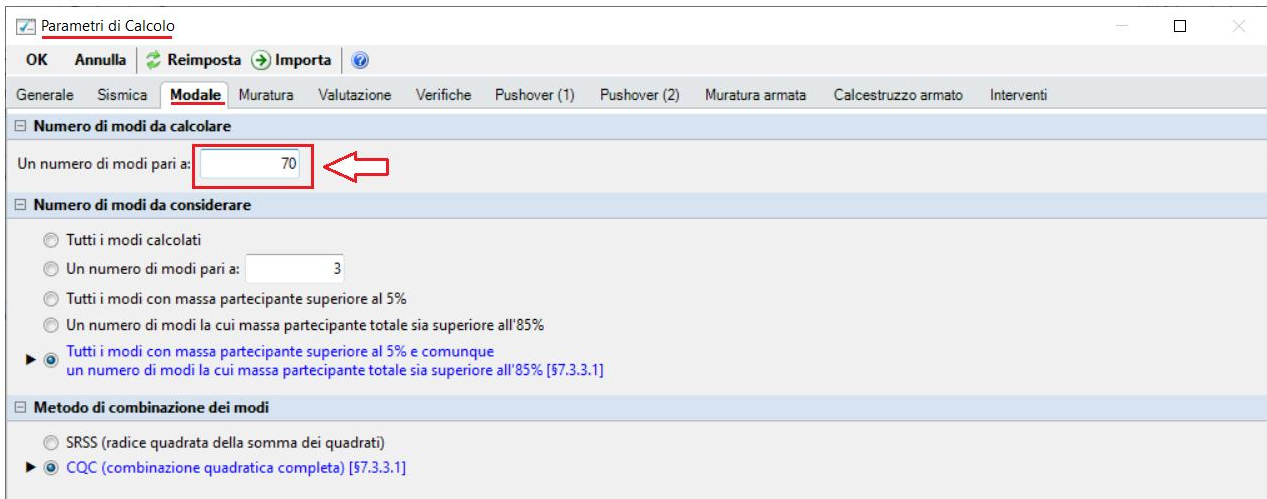 Parametri di Calcolo
OK Annulla Reimposta Importa
Generale Sismica Modale Muratura Valutazione Verifiche Pushover (1) Pushover (2) Muratura armata Calcestruzzo armato Interventi
Numero di modi da calcolare
Un numero di modi pari a: 70
Numero di modi da considerare
Tutti i modi calcolati
Un numero di modi pari a: 3
Tutti i modi con massa partecipante superiore al 5%
Un numero di modi la cui massa partecipante totale sia superiore all'85%
Tutti i modi con massa partecipante superiore al 5% e comunque
un numero di modi la cui massa partecipante totale sia superiore all'85% [§7.3.3.1]
Metodo di combinazione dei modi
SRSS (radice quadrata della somma dei quadrati)
CQC (combinazione quadratica completa) [§7.3.3.1]